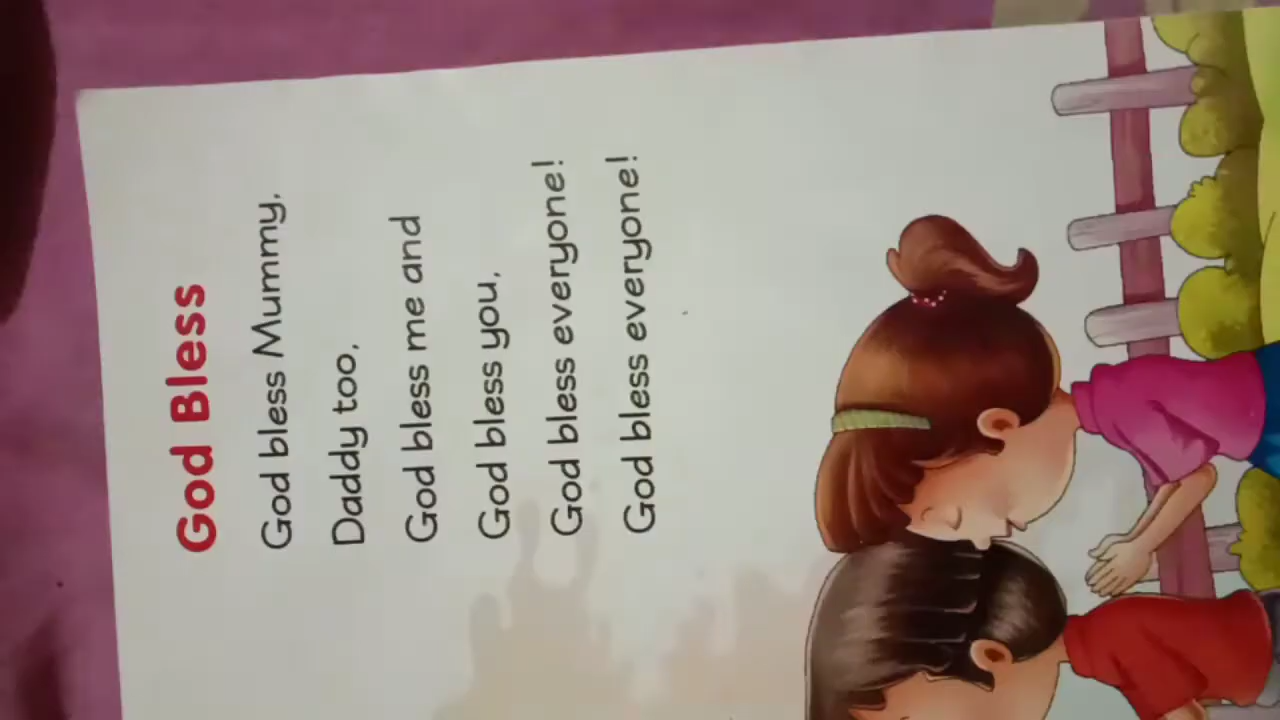 God Bless
God bless Mummy,
Daddy too,
God bless me and
God bless you,
God bless everyone!
God bless everyone!